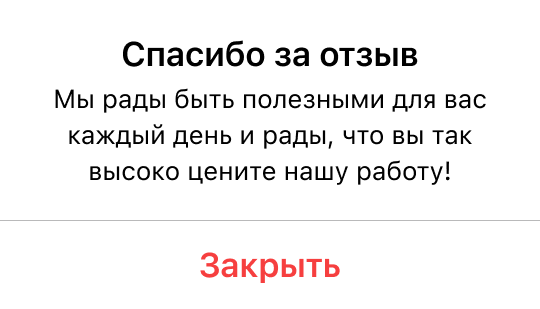 Спасибо за отзыв
Мы рады быть полезными для вас
каждый день и рады, что вы так
высоко цените нашу работу!
Закрыть